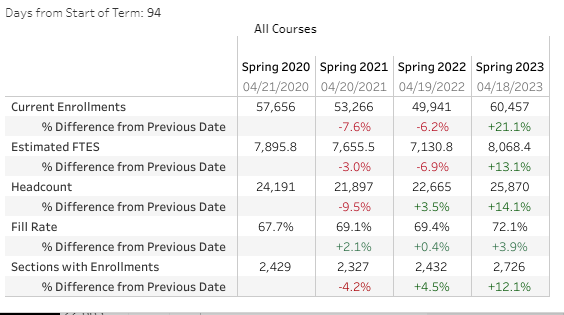 Days from Start of Term: 94
All Courses
Spring 2020 Spring 2021 Spring 2022 Spring 2023
04/21/2020 04/20/2021 04/19/2022 04/18/2023
Current Enrollments 57,656 53,266 49,941 60,457
% Difference from Previous Date -7.6% -6.2% +21.1%
Estimated FTES 7,895.8 7,655.5 7,130.8 8,068.4
% Difference from Previous Date -3.0% -6.9% +13.1%
Headcount 24,191 21,897 22,665 25,870
% Difference from Previous Date -9.5% +3.5% +14.1%
Fill Rate 67.7% 69.1% 69.4% 72.1%
% Difference from Previous Date +2.1% +0.4% +3.9%
Sections with Enrollments 2,429 2,327 2,432 2,726
% Difference from Previous Date -4.2% +4.5% +12.1%